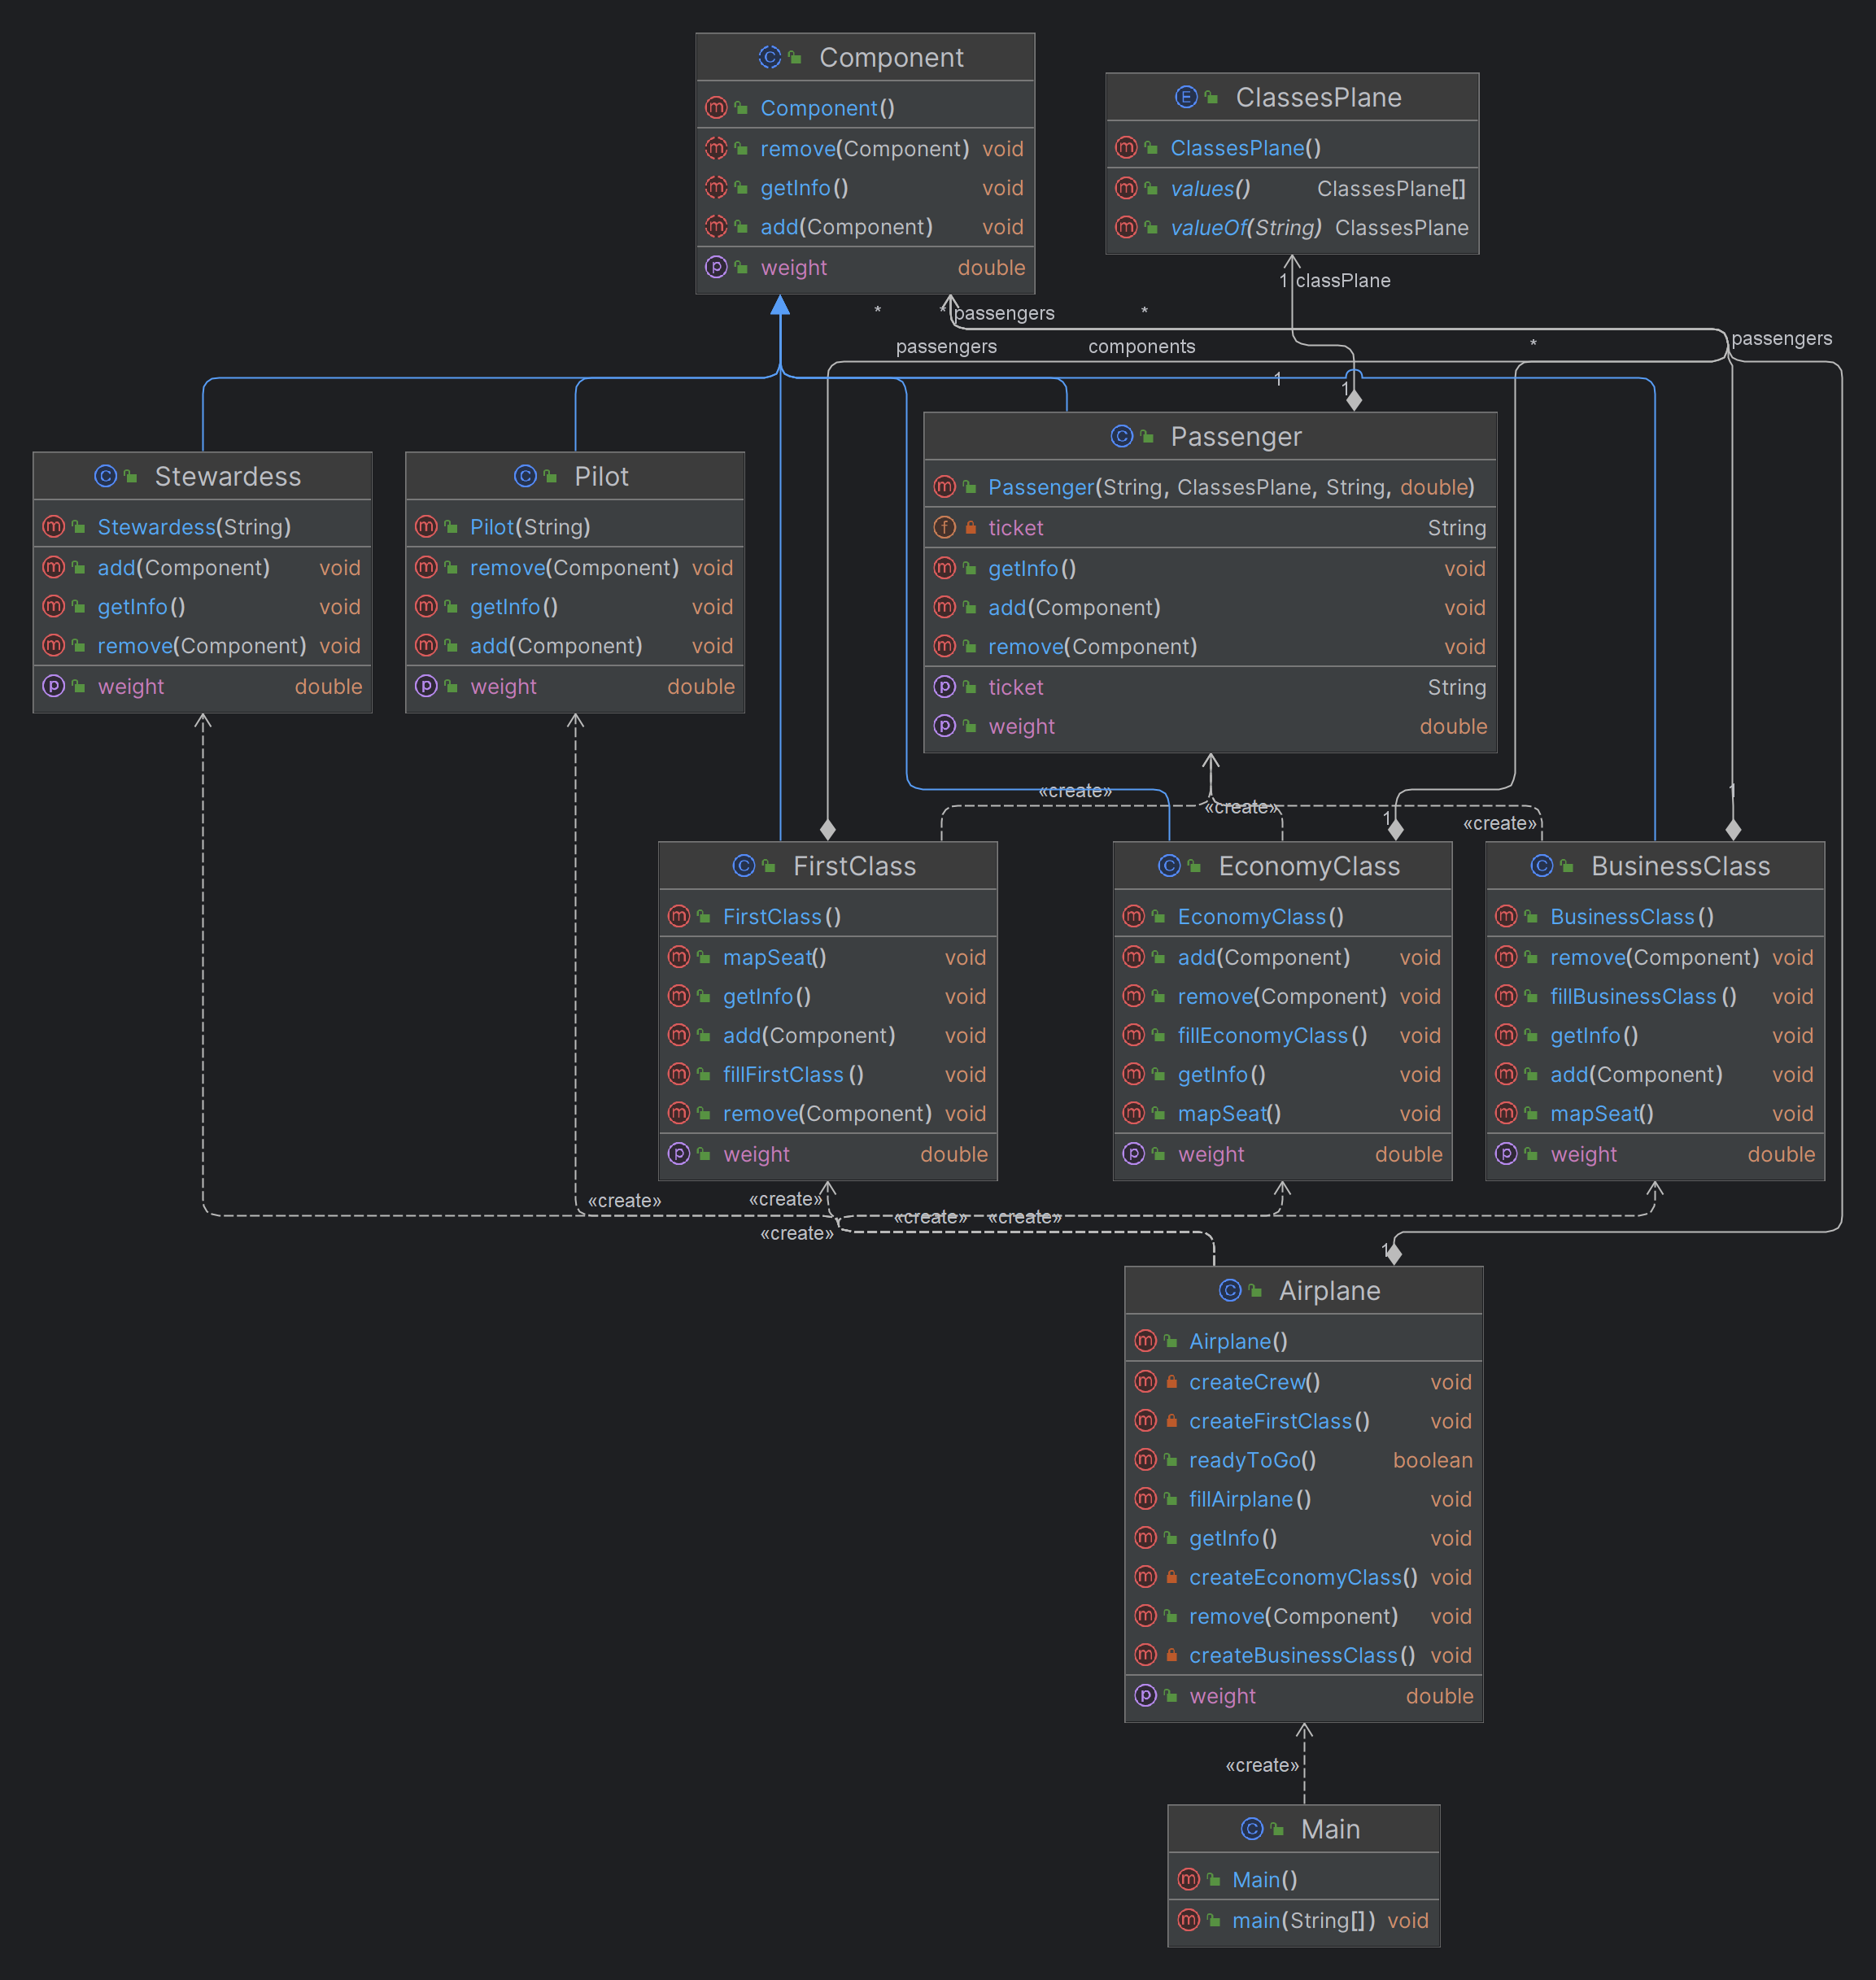 Component
Component()
remove(Component) void
getInfo() void
add(Component) void
weight double
ClassesPlane
ClassesPlane()
values() ClassesPlane[]
valueOf(String) ClassesPlane
1 classPlane
* * passengers *
passengers
passengers components *
1
1
Stewardess
Stewardess(String)
add(Component) void
getInfo() void
remove(Component) void
weight double
Pilot
Pilot(String)
remove(Component) void
getInfo() void
add(Component) void
weight double
Passenger
Passenger(String, ClassesPlane, String, double)
ticket String
getInfo() void
add(Component) void
remove(Component) void
ticket String
weight double
«create»
«create»
«create»
1
1
FirstClass
FirstClass()
mapSeat() void
getInfo() void
add(Component) void
fillFirstClass() void
remove(Component) void
weight double
EconomyClass
EconomyClass()
add(Component) void
remove(Component) void
fillEconomyClass() void
getInfo() void
mapSeat() void
weight double
BusinessClass
BusinessClass()
remove(Component) void
fillBusinessClass() void
getInfo() void
add(Component) void
mapSeat() void
weight double
«create» «create»
«create» «create»
«create»
1
Airplane
Airplane()
createCrew() void
createFirstClass() void
readyToGo() boolean
fillAirplane() void
getInfo() void
createEconomyClass() void
remove(Component) void
createBusinessClass() void
weight double
«create»
Main
Main()
main(String[]) void